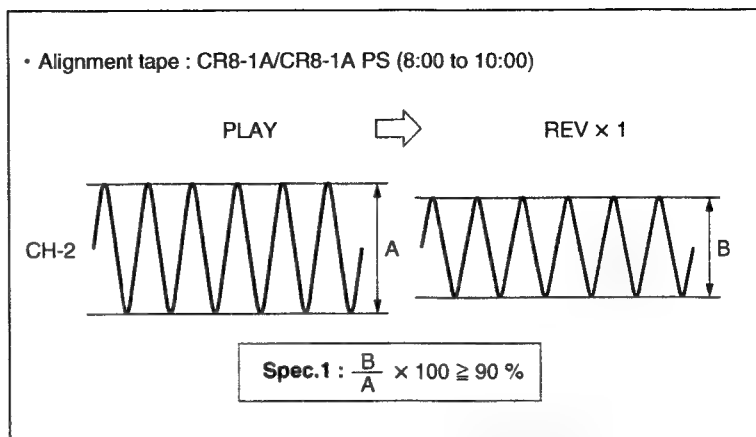 • Alignment tape : CR8-1A/CR8-1A PS (8:00 to 10:00)
PLAY ⇨ REV × 1
CH-2 A B
Spec.1 : B/A × 100 ≧ 90 %